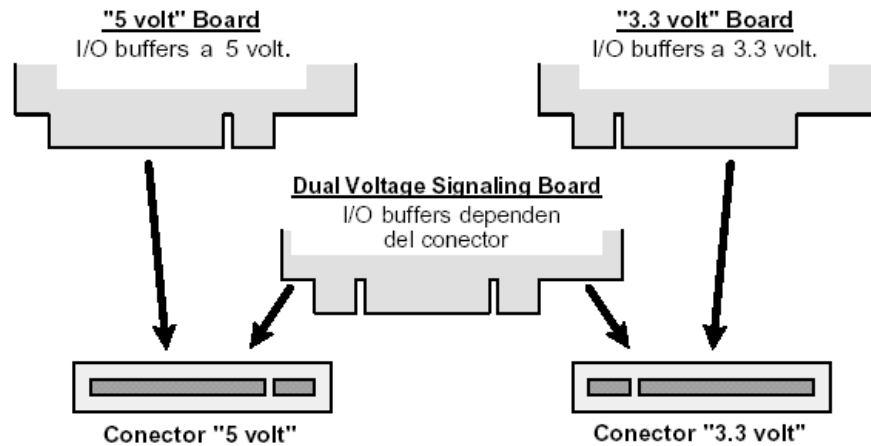 "5 volt" Board
I/O buffers a 5 volt.
"3.3 volt" Board
I/O buffers a 3.3 volt.
Dual Voltage Signaling Board
I/O buffers dependen
del conector
Conector "5 volt"
Conector "3.3 volt"